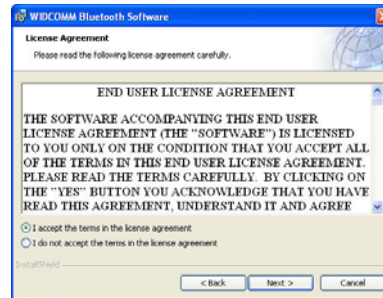 WIDCOMM Bluetooth Software
License Agreement
Please read the following license agreement carefully.
END USER LICENSE AGREEMENT
THE SOFTWARE ACCOMPANYING THIS END USER
LICENSE AGREEMENT (THE "SOFTWARE") IS LICENSED
TO YOU ONLY ON THE CONDITION THAT YOU ACCEPT ALL
OF THE TERMS IN THIS END USER LICENSE AGREEMENT.
PLEASE READ THE TERMS CAREFULLY. BY CLICKING ON
THE "YES" BUTTON YOU ACKNOWLEDGE THAT YOU HAVE
READ THIS AGREEMENT, UNDERSTAND IT AND AGREE
I accept the terms in the license agreement
I do not accept the terms in the license agreement
InstallShield
< Back
Next >
Cancel